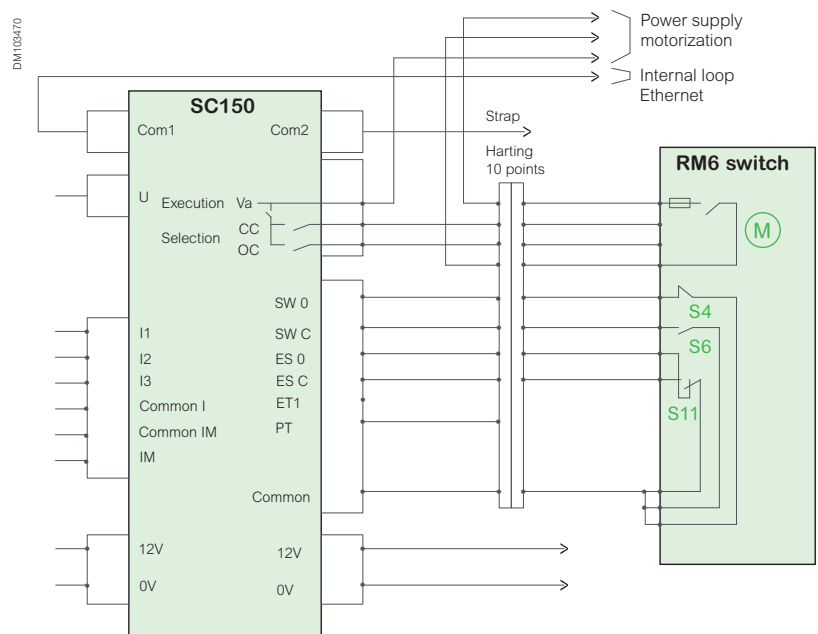 DM103470
Power supply
motorization
Internal loop
Ethernet
SC150
Com1
Com2
Strap
Harting
10 points
RM6 switch
U
Execution
Va
Selection
CC
OC
M
SW 0
S4
I1
SW C
S6
I2
ES 0
I3
ES C
Common I
ET1
S11
Common IM
PT
IM
Common
12V
12V
0V
0V